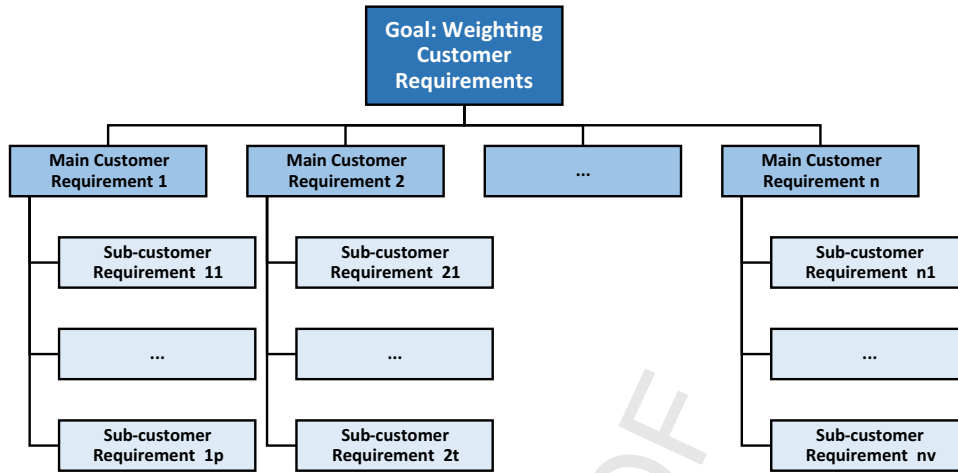 Goal: Weighting
Customer
Requirements
Main Customer
Requirement 1
Main Customer
Requirement 2
...
Main Customer
Requirement n
Sub-customer
Requirement 11
Sub-customer
Requirement 21
Sub-customer
Requirement n1
...
...
...
Sub-customer
Requirement 1p
Sub-customer
Requirement 2t
Sub-customer
Requirement nv
OF